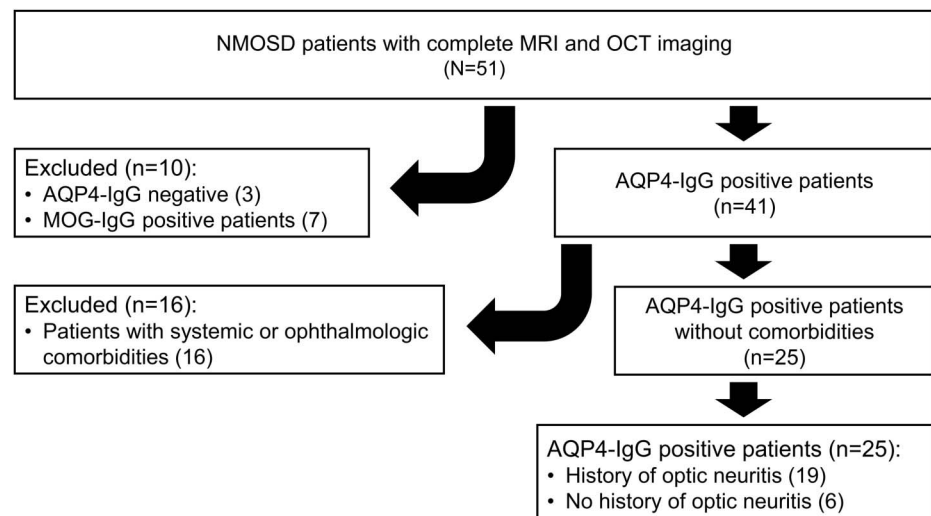 NMOSD patients with complete MRI and OCT imaging
(N=51)
Excluded (n=10):
• AQP4-IgG negative (3)
• MOG-IgG positive patients (7)
AQP4-IgG positive patients
(n=41)
Excluded (n=16):
• Patients with systemic or ophthalmologic
comorbidities (16)
AQP4-IgG positive patients
without comorbidities
(n=25)
AQP4-IgG positive patients (n=25):
• History of optic neuritis (19)
• No history of optic neuritis (6)